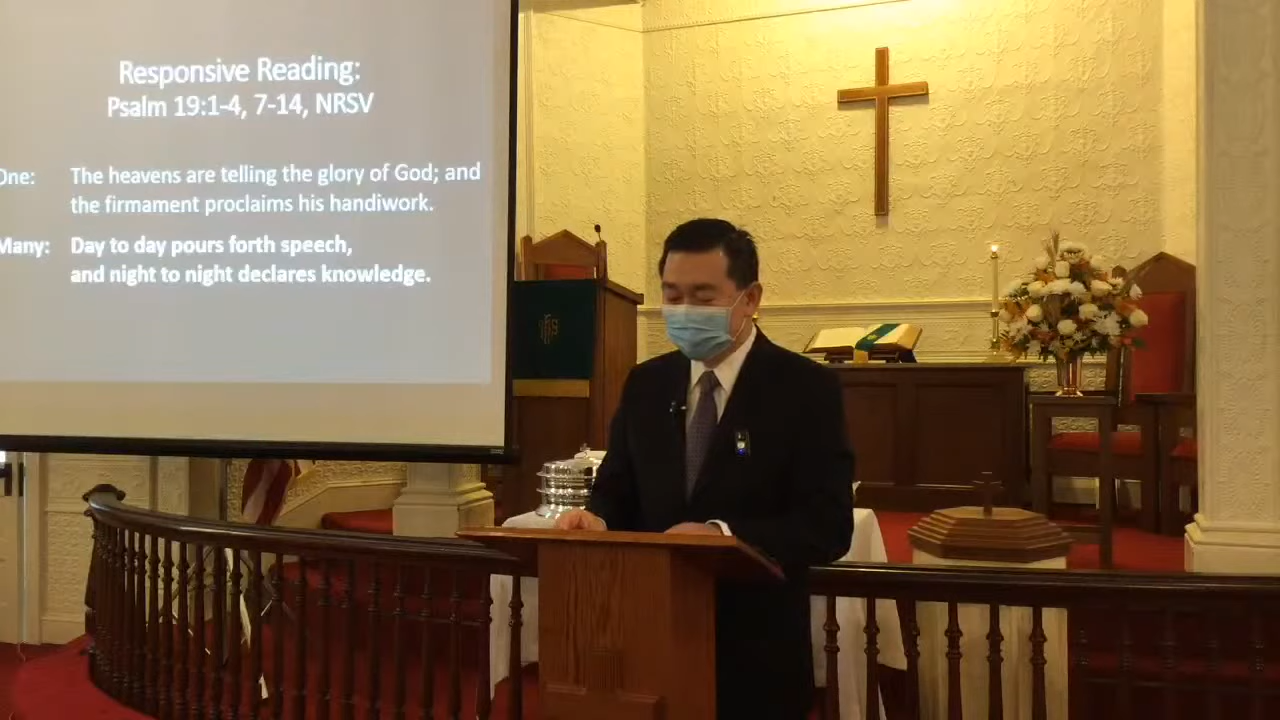 Responsive Reading:
Psalm 19:1-4, 7-14, NRSV
One: The heavens are telling the glory of God; and
the firmament proclaims his handiwork.
Many: Day to day pours forth speech,
and night to night declares knowledge.